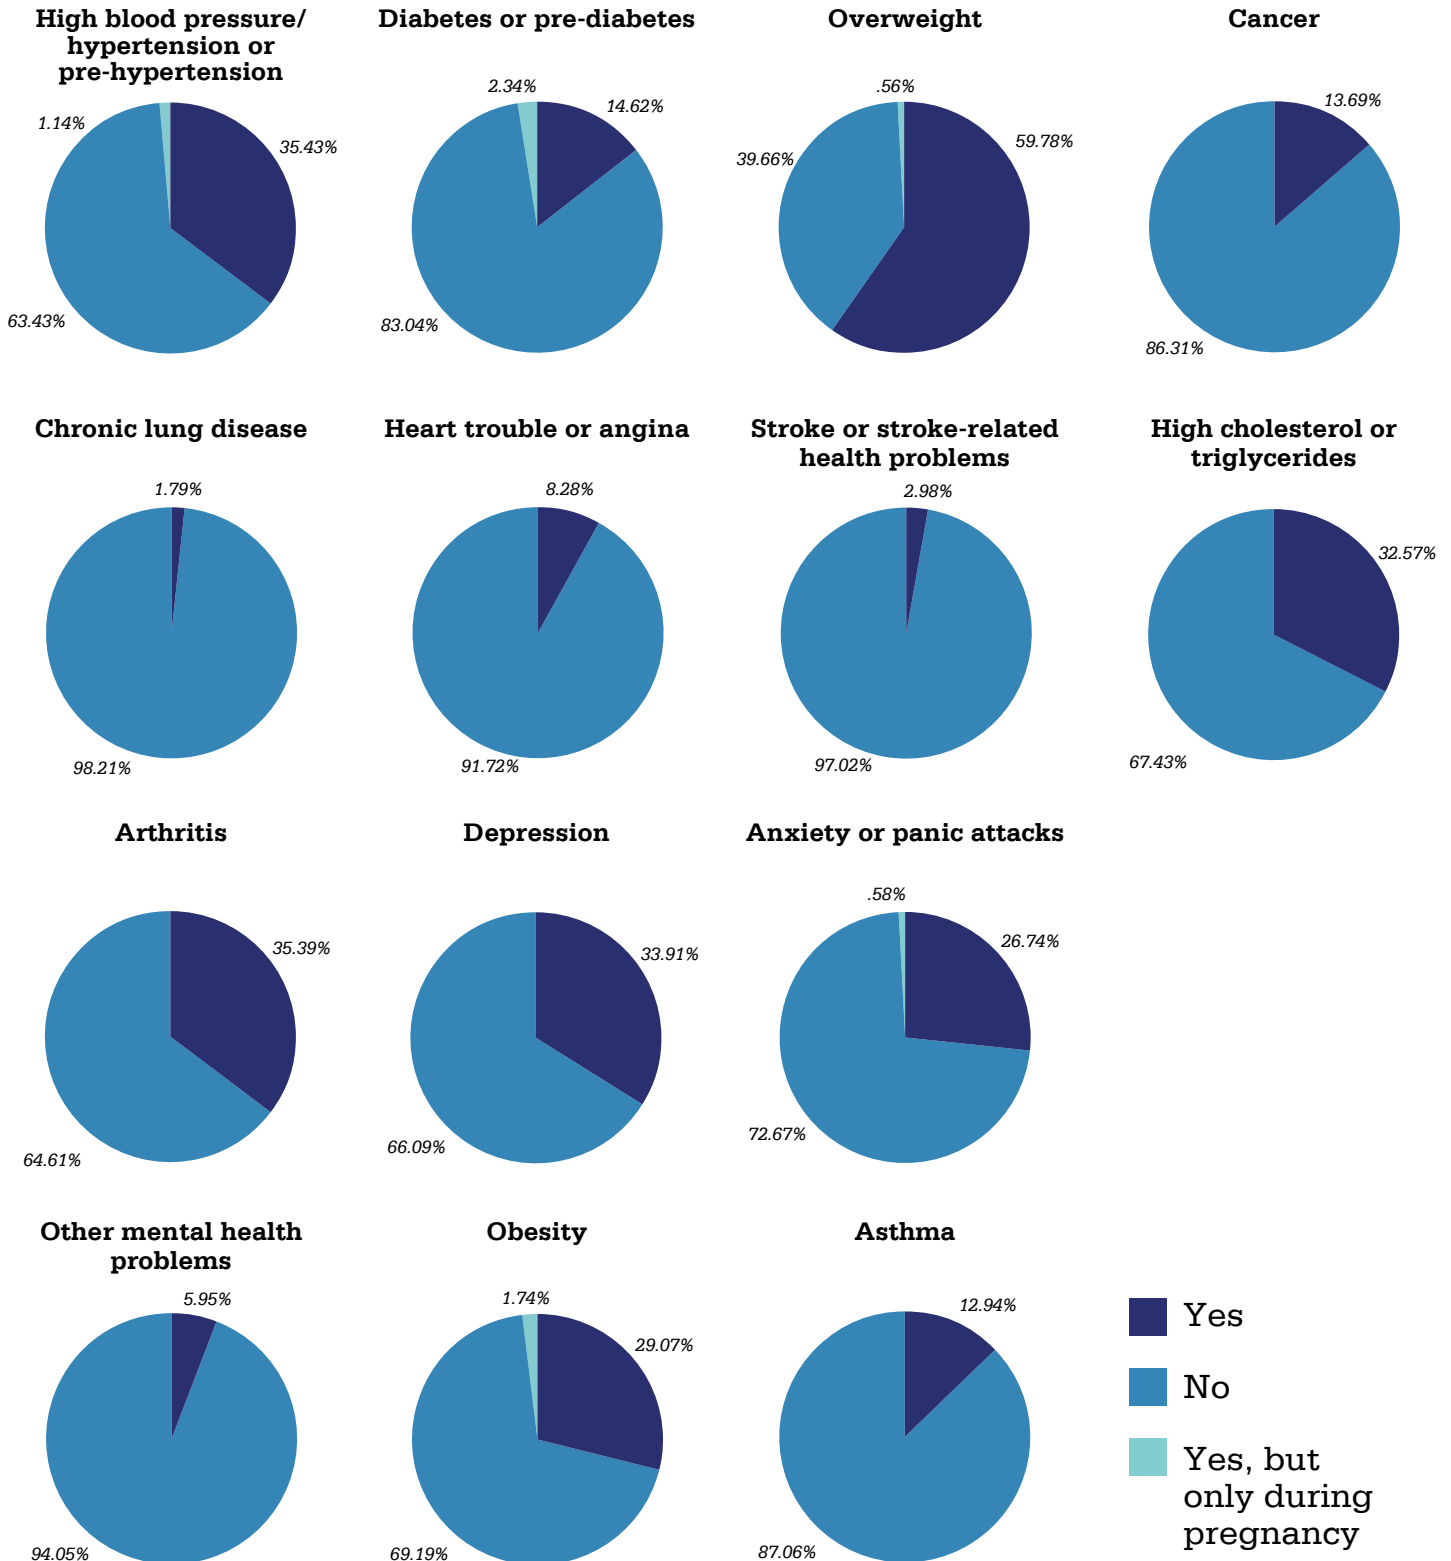 High blood pressure/
hypertension or
pre-hypertension
1.14%
35.43%
63.43%
Diabetes or pre-diabetes
2.34%
14.62%
83.04%
Overweight
.56%
59.78%
39.66%
Cancer
13.69%
86.31%
Chronic lung disease
1.79%
98.21%
Heart trouble or angina
8.28%
91.72%
Stroke or stroke-related
health problems
2.98%
97.02%
High cholesterol or
triglycerides
32.57%
67.43%
Arthritis
35.39%
64.61%
Depression
33.91%
66.09%
Anxiety or panic attacks
.58%
26.74%
72.67%
Other mental health
problems
5.95%
94.05%
Obesity
1.74%
29.07%
69.19%
Asthma
12.94%
87.06%
Yes
No
Yes, but
only during
pregnancy